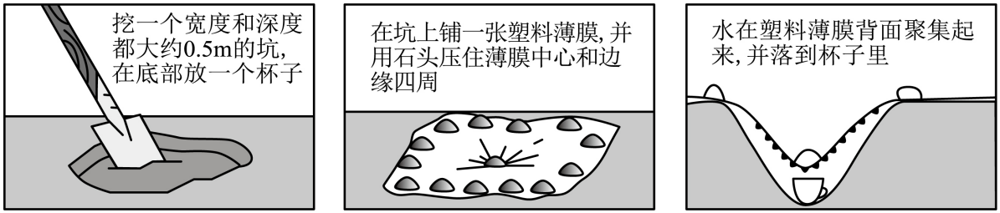 挖一个宽度和深度
都大约0.5m的坑,
在底部放一个杯子
在坑上铺一张塑料薄膜,并
用石头压住薄膜中心和边
缘四周
水在塑料薄膜背面聚集起
来,并落到杯子里